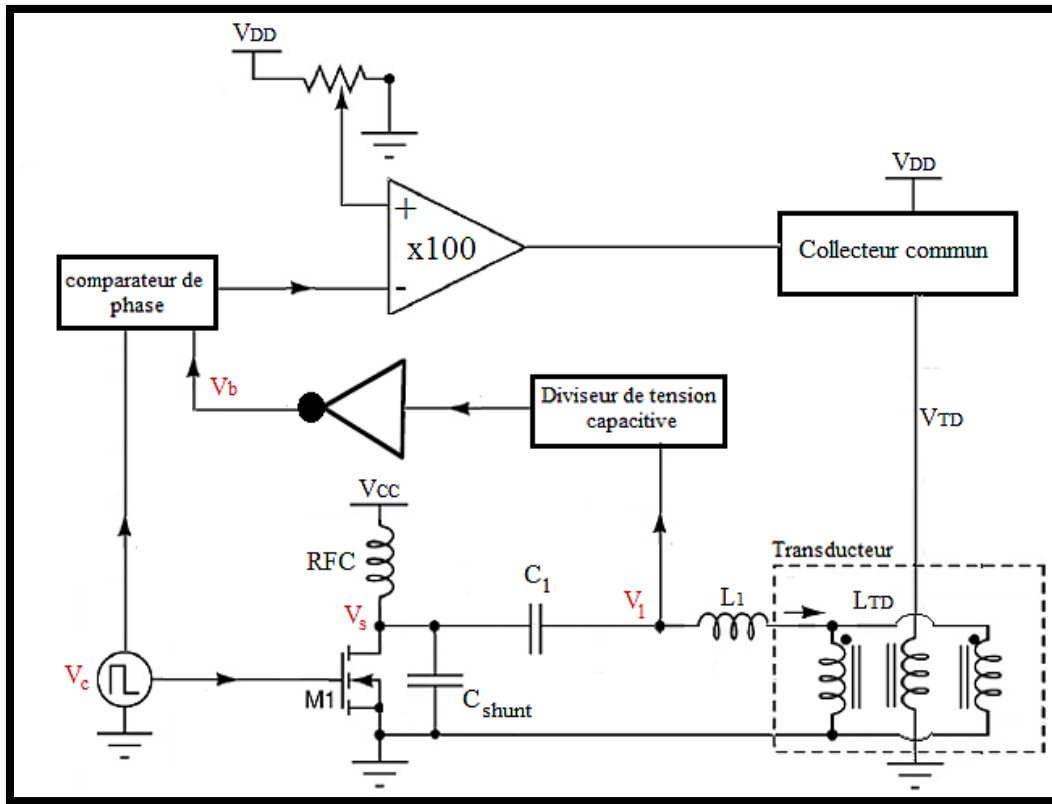 VDD
+
x100
-
VDD
Collecteur commun
comparateur de
phase
Vb
Diviseur de tension
capacitive
VTD
VCC
RFC
Transducteur
C1
Vs
V1
L1
LTD
Vc
M1
Cshunt